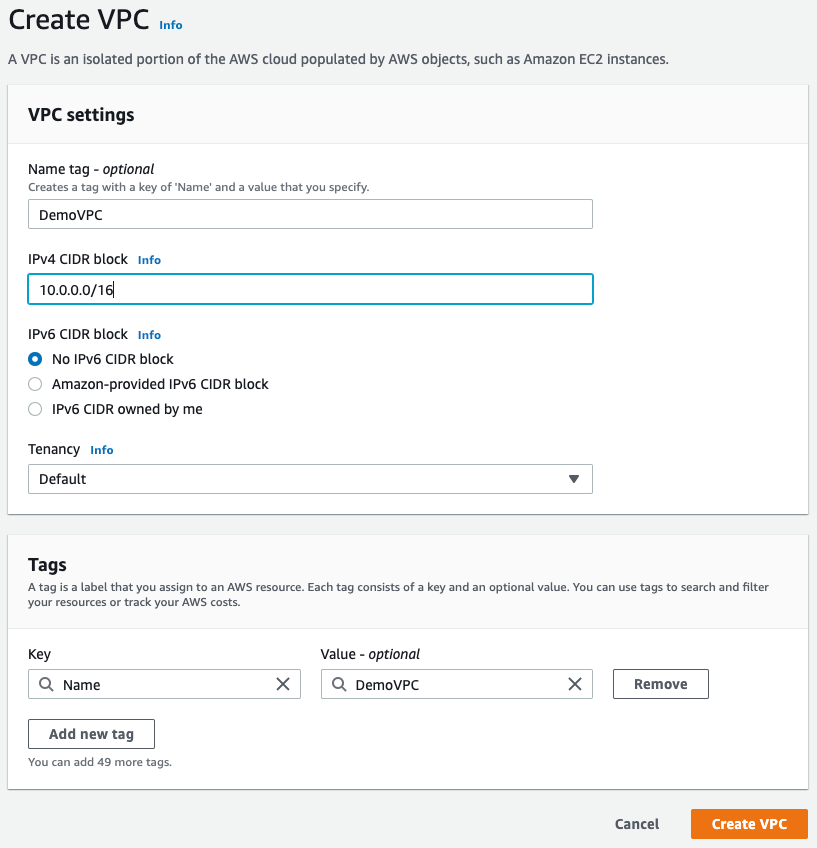 Create VPC Info
A VPC is an isolated portion of the AWS cloud populated by AWS objects, such as Amazon EC2 instances.
VPC settings
Name tag - optional
Creates a tag with a key of 'Name' and a value that you specify.
DemoVPC
IPv4 CIDR block Info
10.0.0.0/16
IPv6 CIDR block Info
No IPv6 CIDR block
Amazon-provided IPv6 CIDR block
IPv6 CIDR owned by me
Tenancy Info
Default
Tags
A tag is a label that you assign to an AWS resource. Each tag consists of a key and an optional value. You can use tags to search and filter
your resources or track your AWS costs.
Key Value - optional
Name DemoVPC Remove
Add new tag
You can add 49 more tags.
Cancel Create VPC